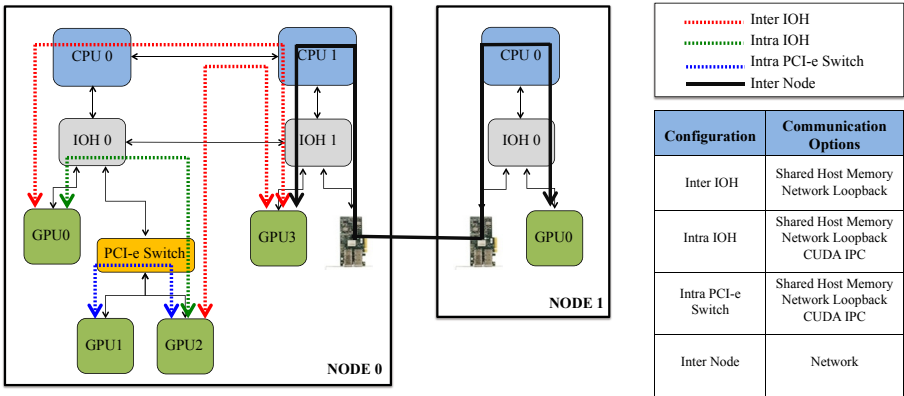 CPU 0
CPU 1
IOH 0
IOH 1
GPU0
GPU3
PCI-e Switch
GPU1
GPU2
NODE 0
CPU 0
IOH 0
GPU0
NODE 1
Inter IOH
Intra IOH
Intra PCI-e Switch
Inter Node
Configuration
Communication
Options
Inter IOH
Shared Host Memory
Network Loopback
Intra IOH
Shared Host Memory
Network Loopback
CUDA IPC
Intra PCI-e
Switch
Shared Host Memory
Network Loopback
CUDA IPC
Inter Node
Network